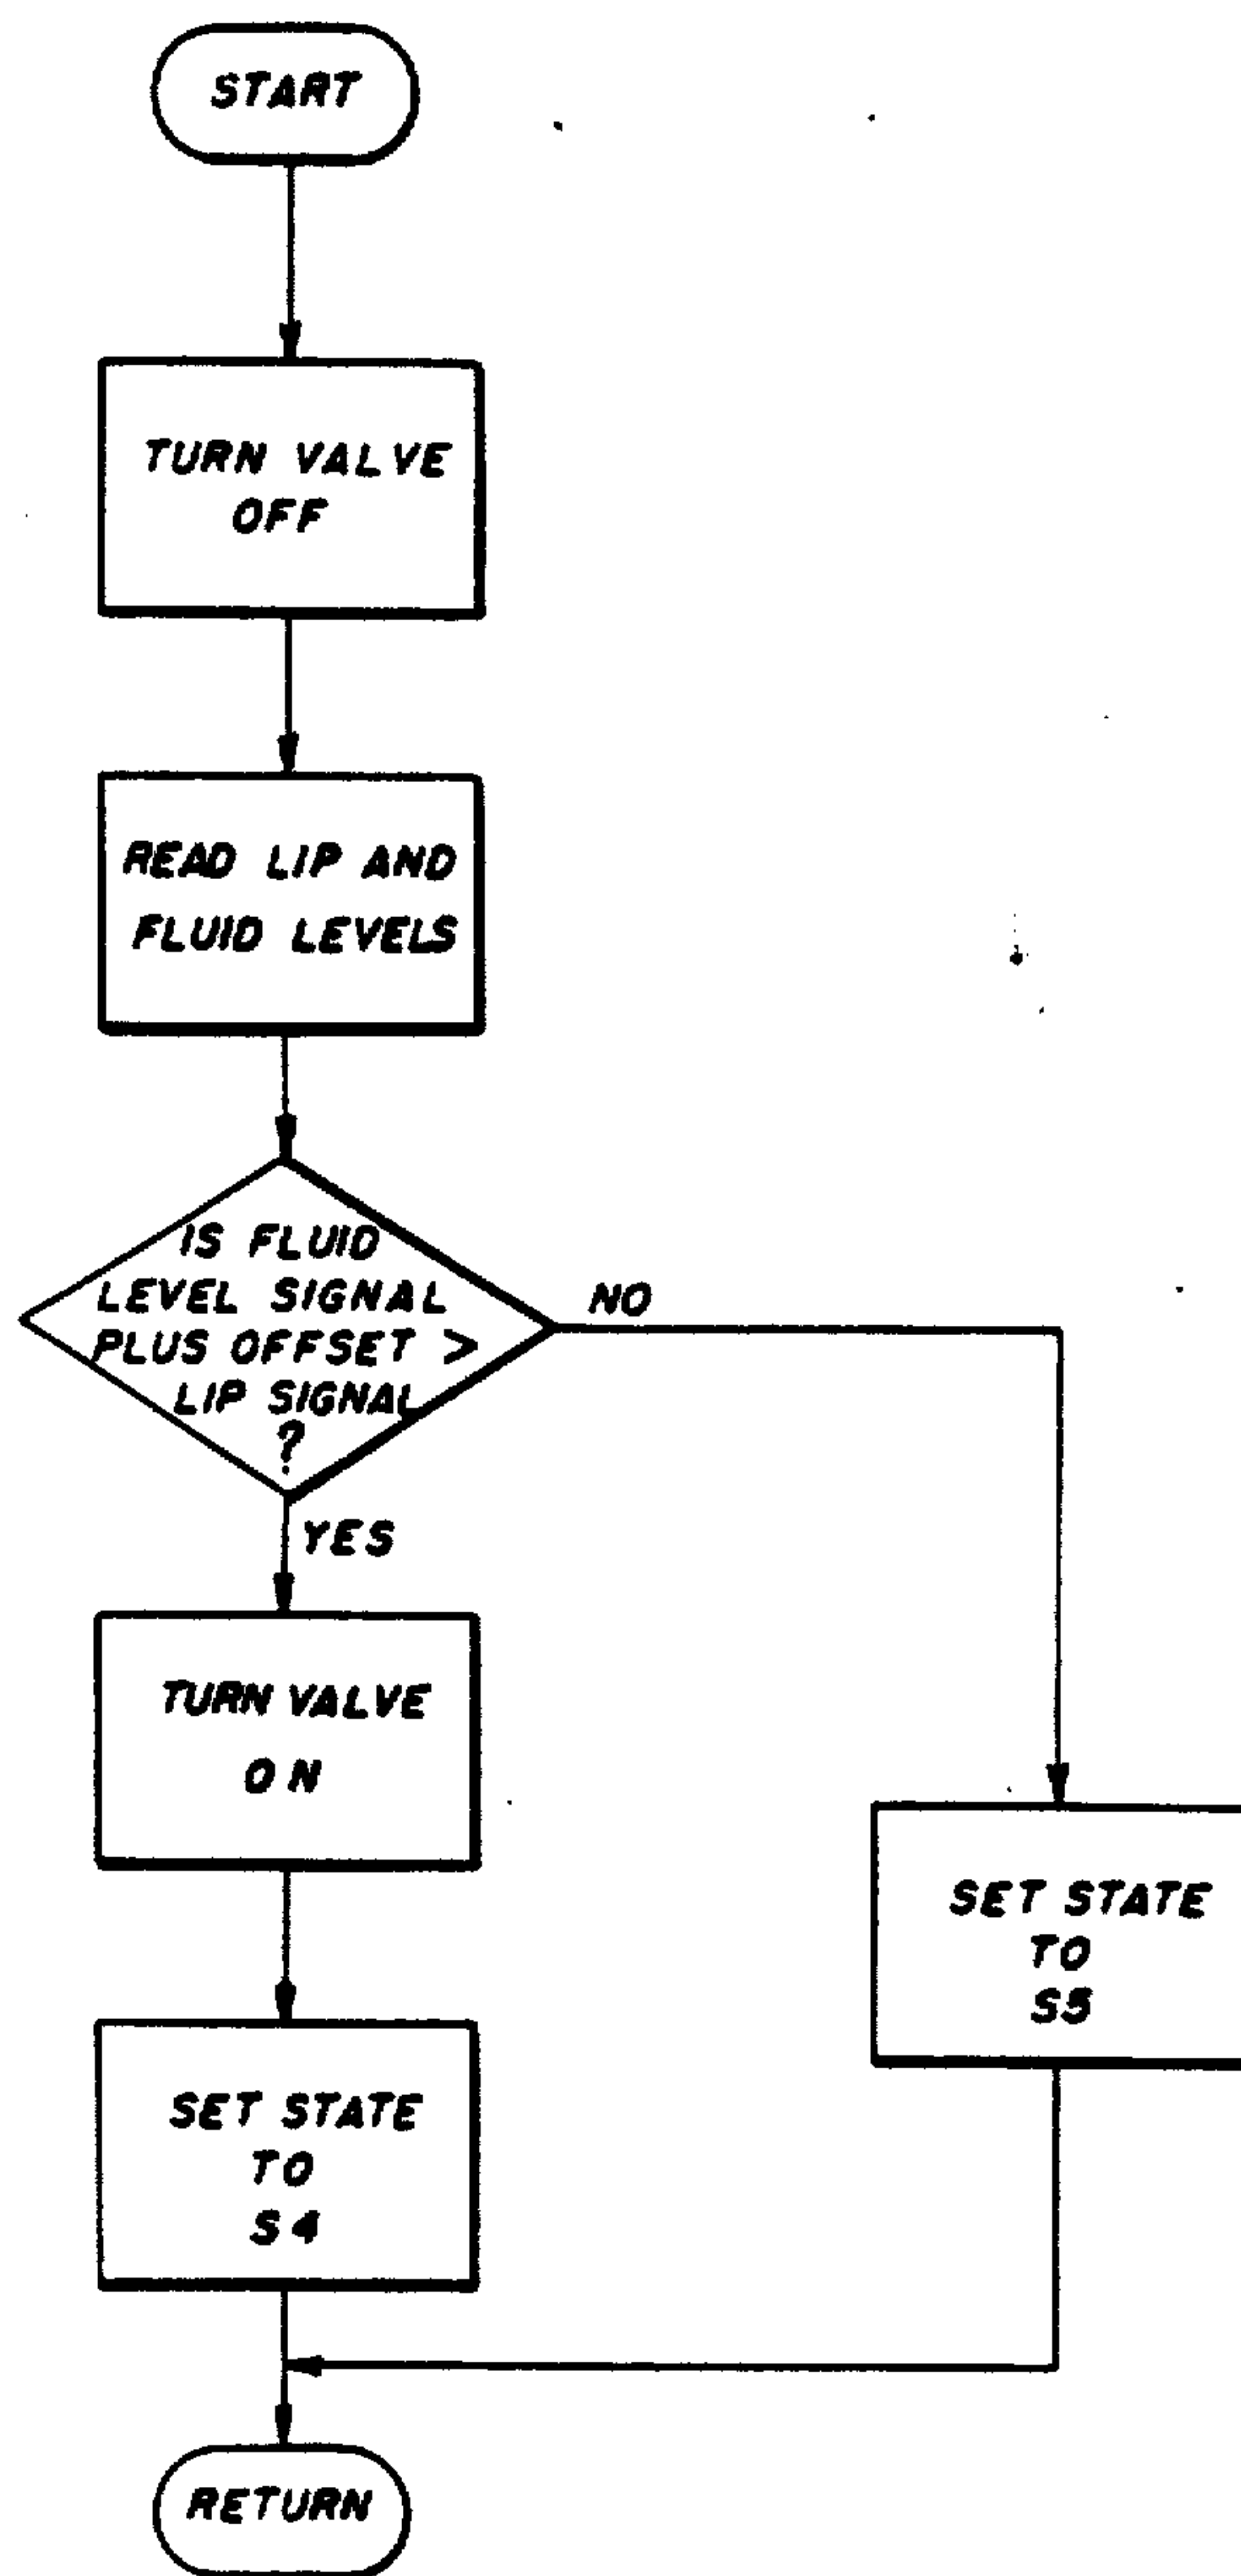 START
TURN VALVE
OFF
READ LIP AND
FLUID LEVELS
IS FLUID
LEVEL SIGNAL
PLUS OFFSET >
LIP SIGNAL
?
NO
YES
TURN VALVE
ON
SET STATE
TO
S5
SET STATE
TO
S4
RETURN